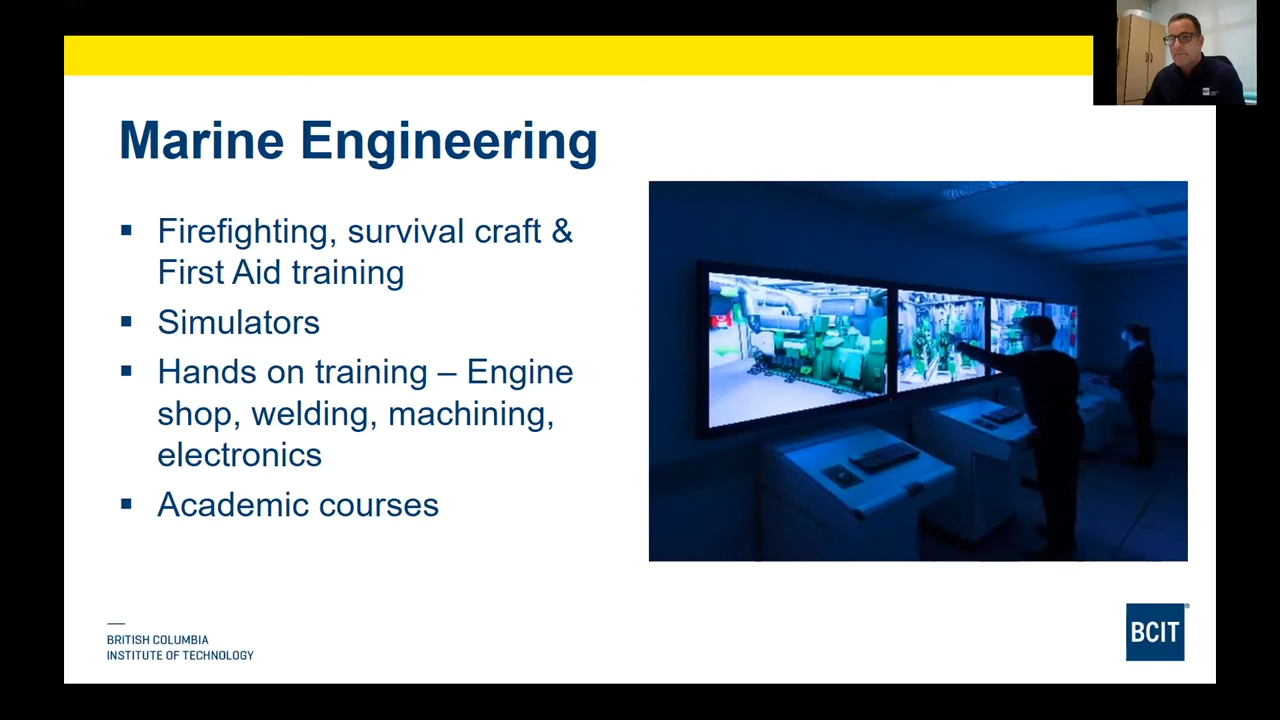 Marine Engineering
▪ Firefighting, survival craft &
First Aid training
▪ Simulators
▪ Hands on training – Engine
shop, welding, machining,
electronics
▪ Academic courses
BRITISH COLUMBIA
INSTITUTE OF TECHNOLOGY
BCIT®